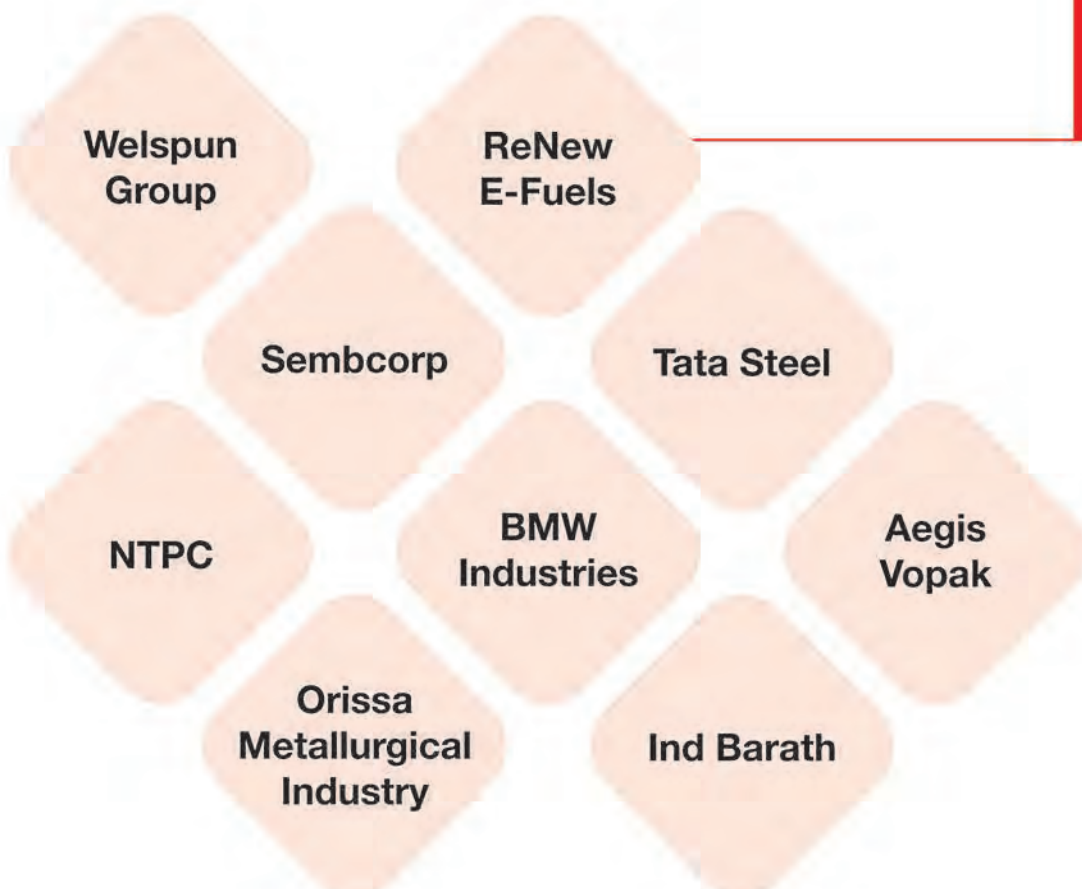 Welspun
Group
ReNew
E-Fuels
Sembcorp
Tata Steel
NTPC
BMW
Industries
Aegis
Vopak
Orissa
Metallurgical
Industry
Ind Barath